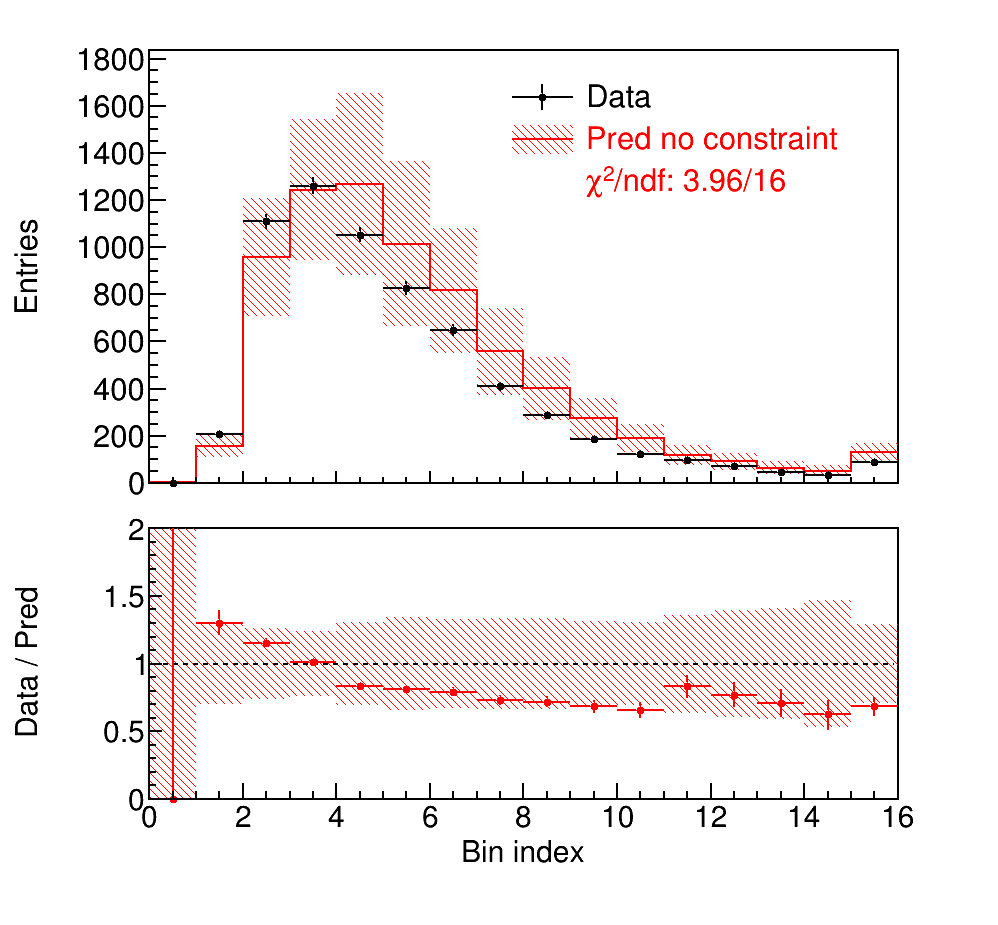 1800
1600
1400
1200
1000
800
600
400
200
0
Entries
Data
Pred no constraint
χ²/ndf: 3.96/16
2
1.5
1
0.5
0
Data / Pred
0 2 4 6 8 10 12 14 16
Bin index